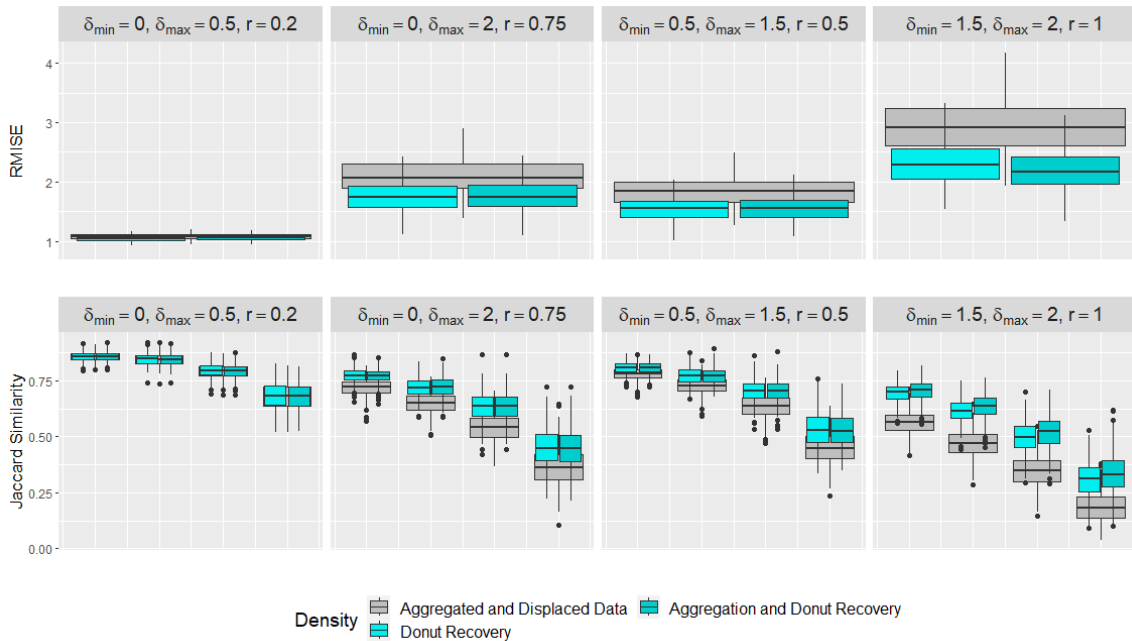 δmin = 0, δmax = 0.5, r = 0.2
δmin = 0, δmax = 2, r = 0.75
δmin = 0.5, δmax = 1.5, r = 0.5
δmin = 1.5, δmax = 2, r = 1
RMISE
4
3
2
1
δmin = 0, δmax = 0.5, r = 0.2
δmin = 0, δmax = 2, r = 0.75
δmin = 0.5, δmax = 1.5, r = 0.5
δmin = 1.5, δmax = 2, r = 1
Jaccard Similarity
0.75
0.50
0.25
0.00
Density
Aggregated and Displaced Data
Aggregation and Donut Recovery
Donut Recovery